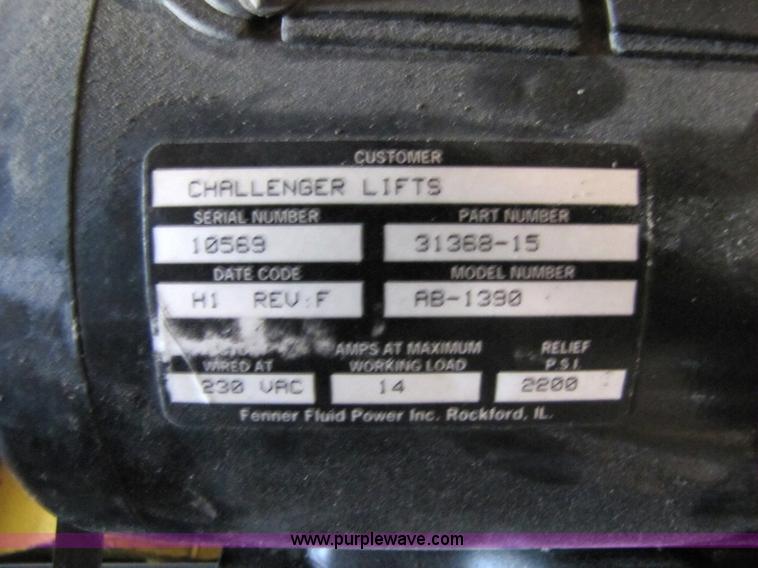 CUSTOMER
CHALLENGER LIFTS
SERIAL NUMBER PART NUMBER
10569 31368-15
DATE CODE MODEL NUMBER
H1 REV:F AB-1390
AMPS AT MAXIMUM RELIEF
WIRED AT WORKING LOAD P.S.I.
230 VAC 14 2200
Fenner Fluid Power Inc. Rockford, IL.
www.purplewave.com